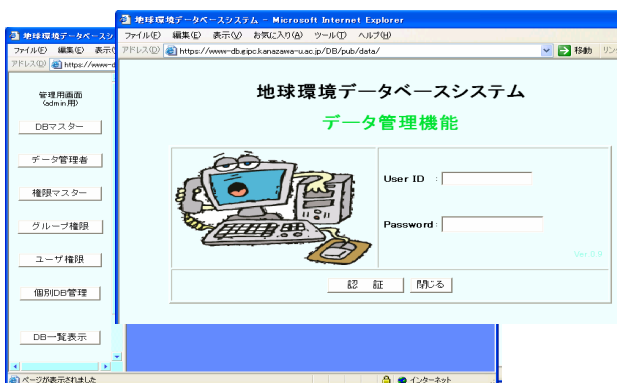 地球環境データベースシステム - Microsoft Internet Explorer
ファイル(F) 編集(E) 表示(V) お気に入り(A) ツール(T) ヘルプ(H)
アドレス(D) https://www-db.gipc.kanazawa-u.ac.jp/DB/pub/data/ 移動 リン
地球環境データベースシステム
データ管理機能
User ID :
Password :
Ver 0.9
認 証 閉じる
地球環境データベースシ
ファイル(F) 編集(E) 表示(
アドレス(D) https://www-d
管理用画面
(admin用)
DBマスター
データ管理者
権限マスター
グループ権限
ユーザ権限
個別DB管理
DB一覧表示
ページが表示されました インターネット